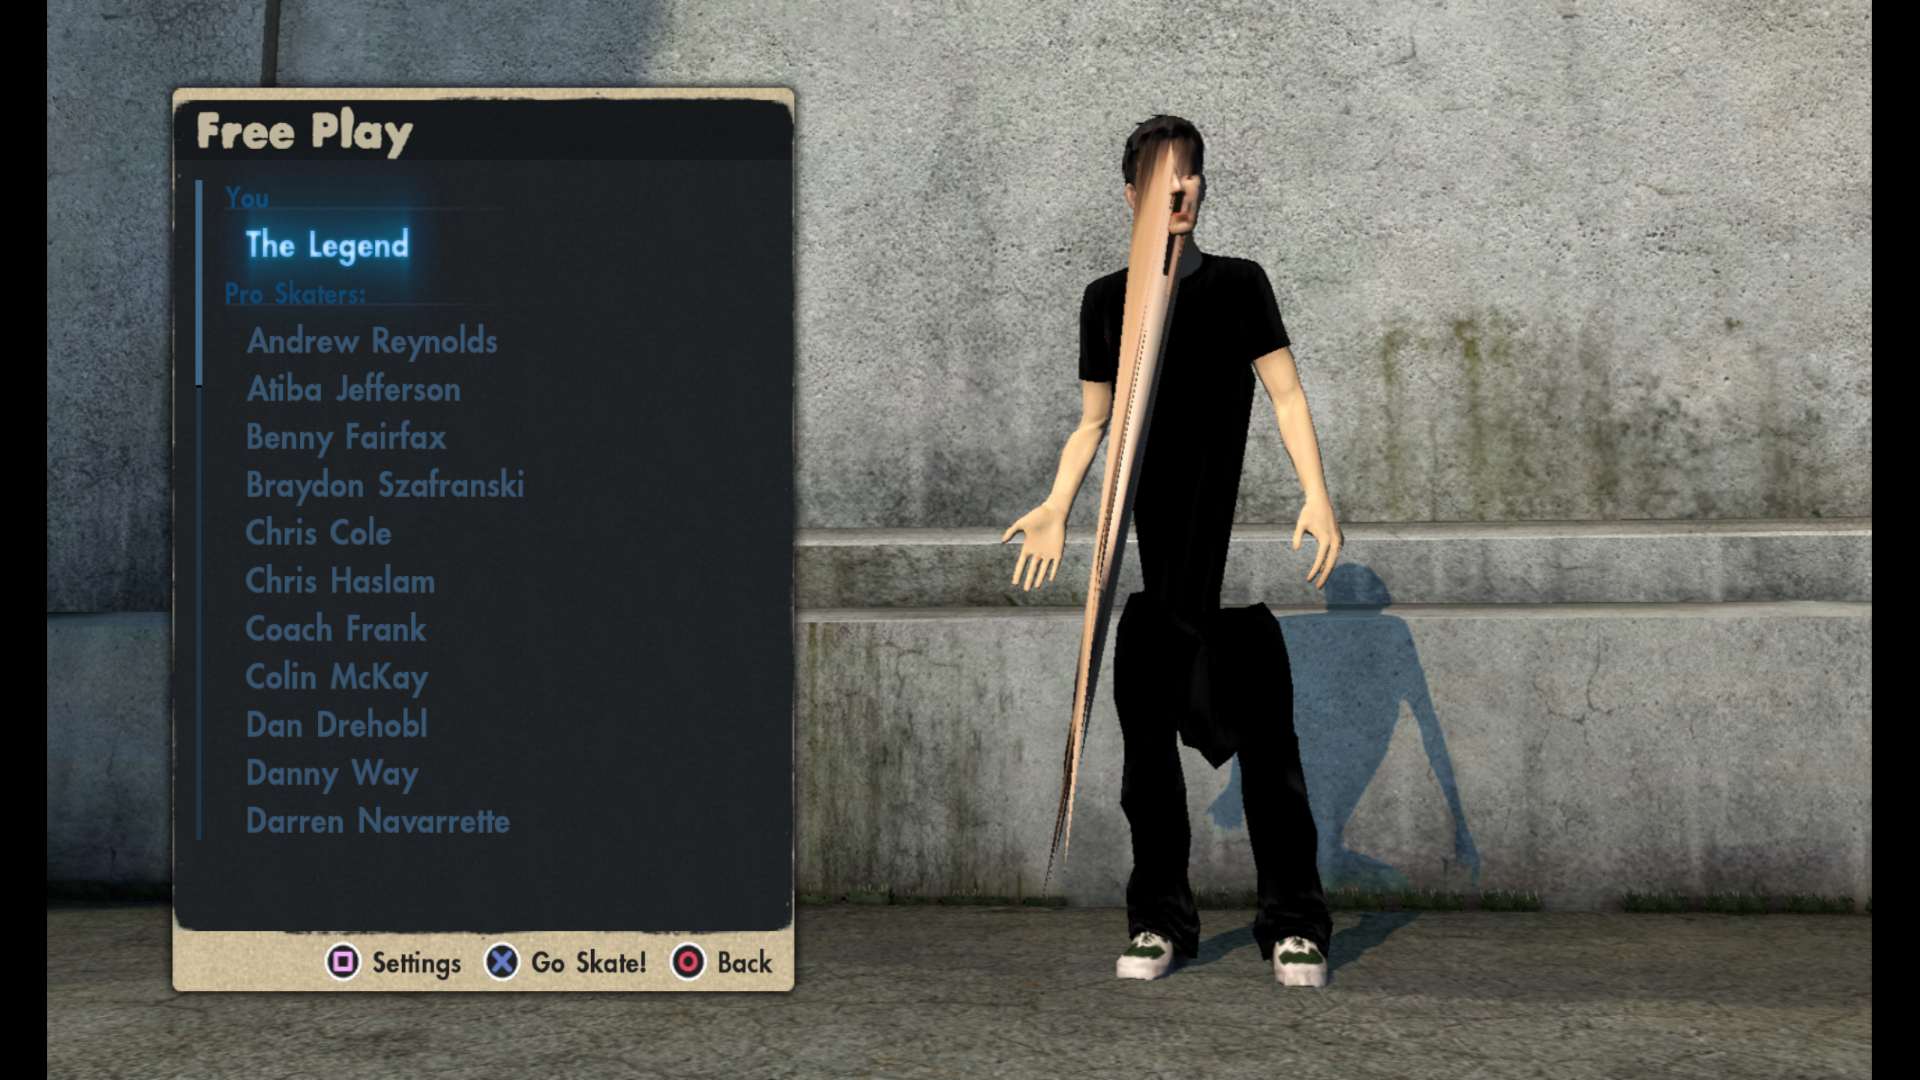 Free Play
You
The Legend
Pro Skaters:
Andrew Reynolds
Atiba Jefferson
Benny Fairfax
Braydon Szafranski
Chris Cole
Chris Haslam
Coach Frank
Colin McKay
Dan Drehobl
Danny Way
Darren Navarrette
Settings Go Skate! Back